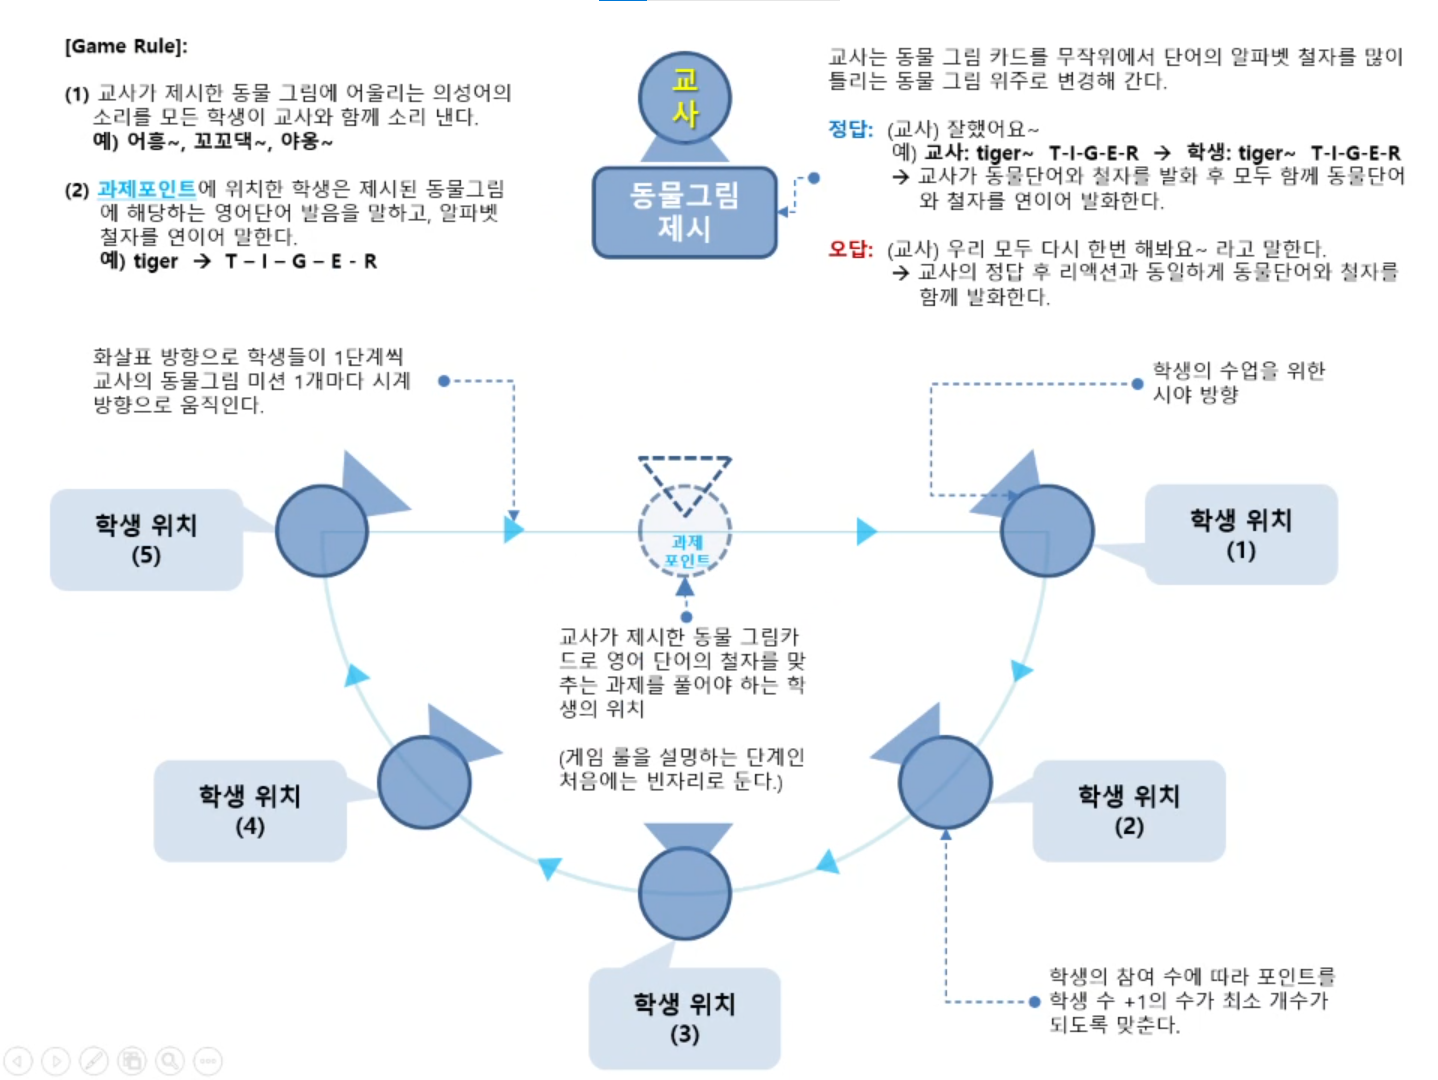 [Game Rule]:
(1) 교사가 제시한 동물 그림에 어울리는 의성어의
소리를 모든 학생이 교사와 함께 소리 낸다.
예) 어흥~, 꼬꼬댁~, 야옹~
(2) 과제포인트에 위치한 학생은 제시된 동물그림
에 해당하는 영어단어 발음을 말하고, 알파벳
철자를 연이어 말한다.
예) tiger → T – I – G – E - R
교
사
동물그림
제시
교사는 동물 그림 카드를 무작위에서 단어의 알파벳 철자를 많이
틀리는 동물 그림 위주로 변경해 간다.
정답: (교사) 잘했어요~
예) 교사: tiger~ T-I-G-E-R → 학생: tiger~ T-I-G-E-R
→ 교사가 동물단어와 철자를 발화 후 모두 함께 동물단어
와 철자를 연이어 발화한다.
오답: (교사) 우리 모두 다시 한번 해봐요~ 라고 말한다.
→ 교사의 정답 후 리액션과 동일하게 동물단어와 철자를
함께 발화한다.
화살표 방향으로 학생들이 1단계씩
교사의 동물그림 미션 1개마다 시계
방향으로 움직인다.
학생의 수업을 위한
시야 방향
학생 위치
(5)
과제
포인트
학생 위치
(1)
교사가 제시한 동물 그림카
드로 영어 단어의 철자를 맞
추는 과제를 풀어야 하는 학
생의 위치
(게임 룰을 설명하는 단계인
처음에는 빈자리로 둔다.)
학생 위치
(4)
학생 위치
(2)
학생 위치
(3)
학생의 참여 수에 따라 포인트를
학생 수 +1의 수가 최소 개수가
되도록 맞춘다.